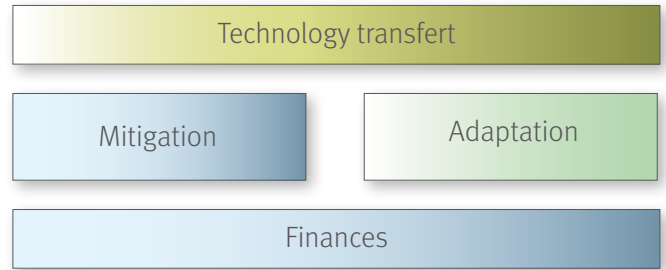 Technology transfert
Mitigation
Adaptation
Finances